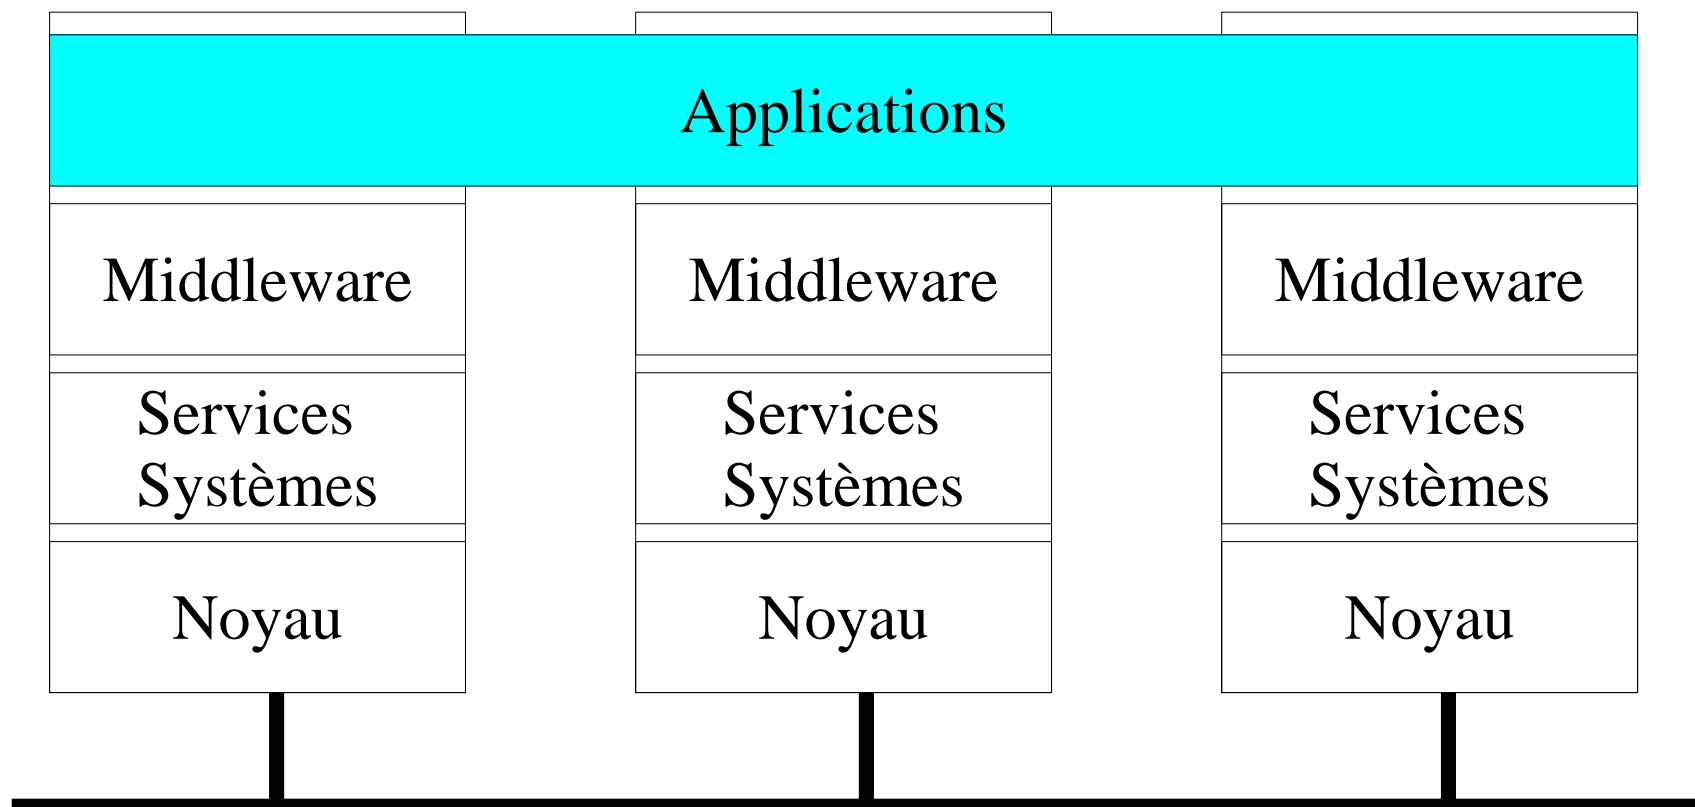 Applications
Middleware
Middleware
Middleware
Services
Systèmes
Services
Systèmes
Services
Systèmes
Noyau
Noyau
Noyau